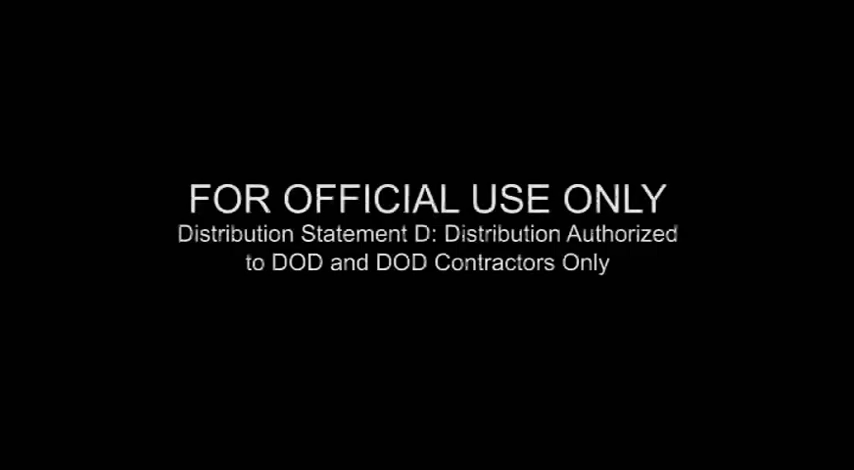 FOR OFFICIAL USE ONLY
Distribution Statement D: Distribution Authorized
to DOD and DOD Contractors Only